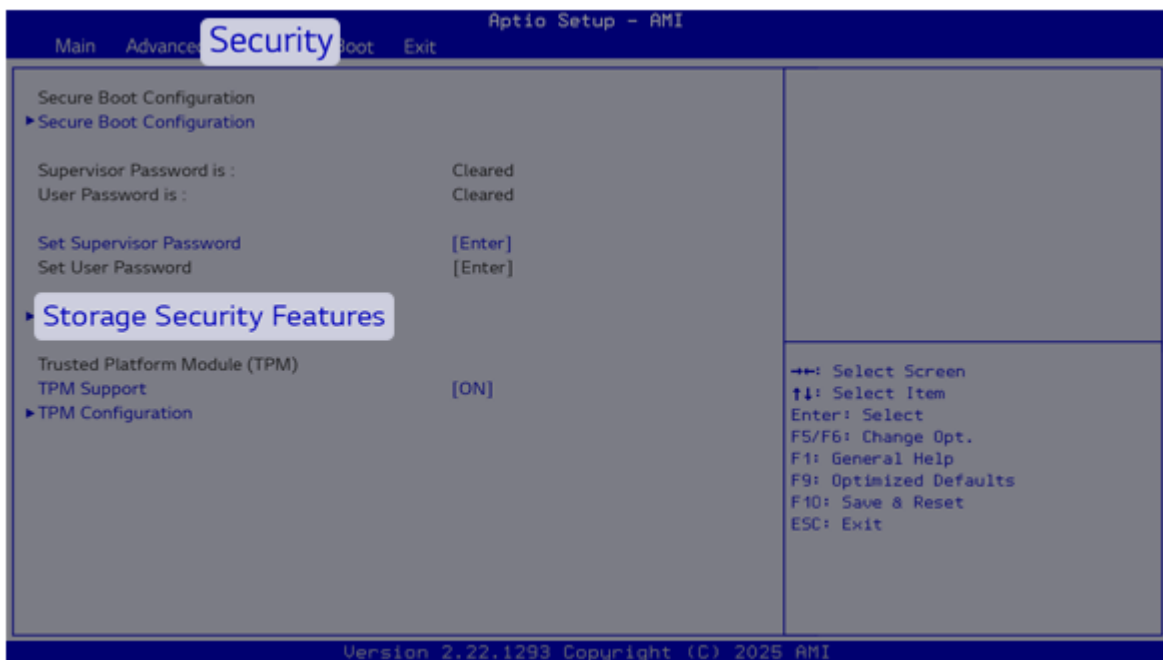 Aptio Setup - AMI
Main Advanced Security Boot Exit
Secure Boot Configuration
►Secure Boot Configuration
Supervisor Password is : Cleared
User Password is : Cleared
Set Supervisor Password [Enter]
Set User Password [Enter]
►Storage Security Features
Trusted Platform Module (TPM)
TPM Support [ON]
►TPM Configuration
→←: Select Screen
↑↓: Select Item
Enter: Select
F5/F6: Change Opt.
F1: General Help
F9: Optimized Defaults
F10: Save & Reset
ESC: Exit
Version 2.22.1293 Copyright (C) 2025 AMI